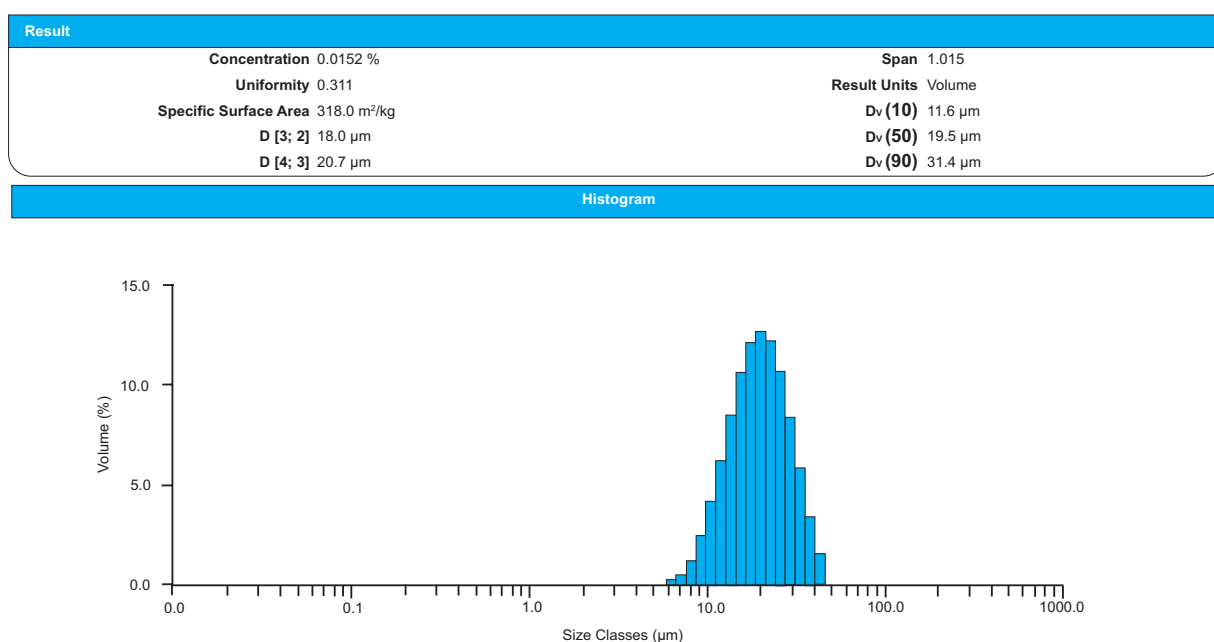 Result
Concentration 0.0152 % Span 1.015
Uniformity 0.311 Result Units Volume
Specific Surface Area 318.0 m²/kg Dv (10) 11.6 µm
D [3; 2] 18.0 µm Dv (50) 19.5 µm
D [4; 3] 20.7 µm Dv (90) 31.4 µm
Histogram
15.0
10.0
5.0
0.0
Volume (%)
0.0 0.1 1.0 10.0 100.0 1000.0
Size Classes (µm)